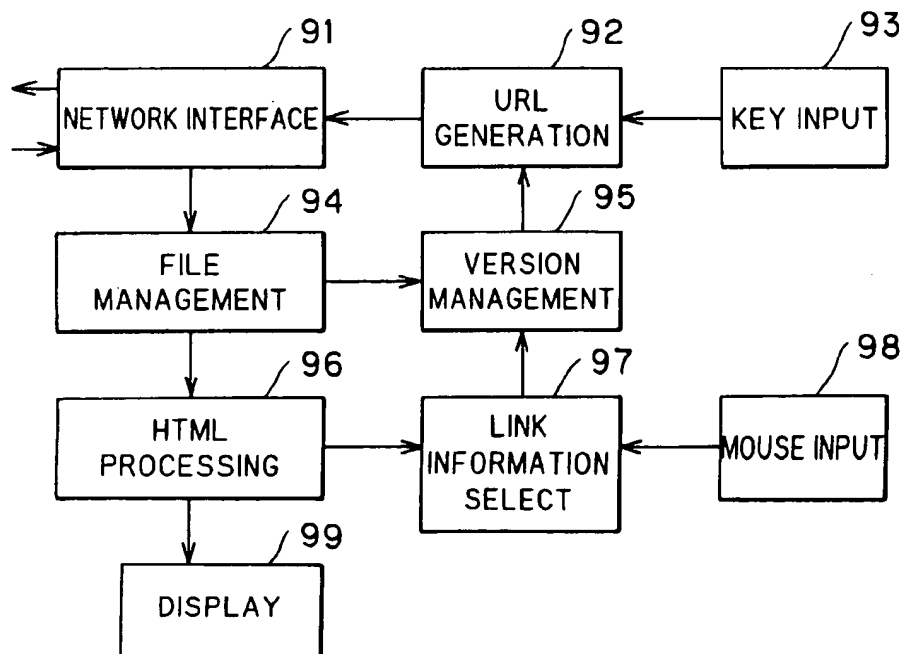 91
92
93
NETWORK INTERFACE
URL
GENERATION
KEY INPUT
94
95
FILE
MANAGEMENT
VERSION
MANAGEMENT
96
97
98
HTML
PROCESSING
LINK
INFORMATION
SELECT
MOUSE INPUT
99
DISPLAY